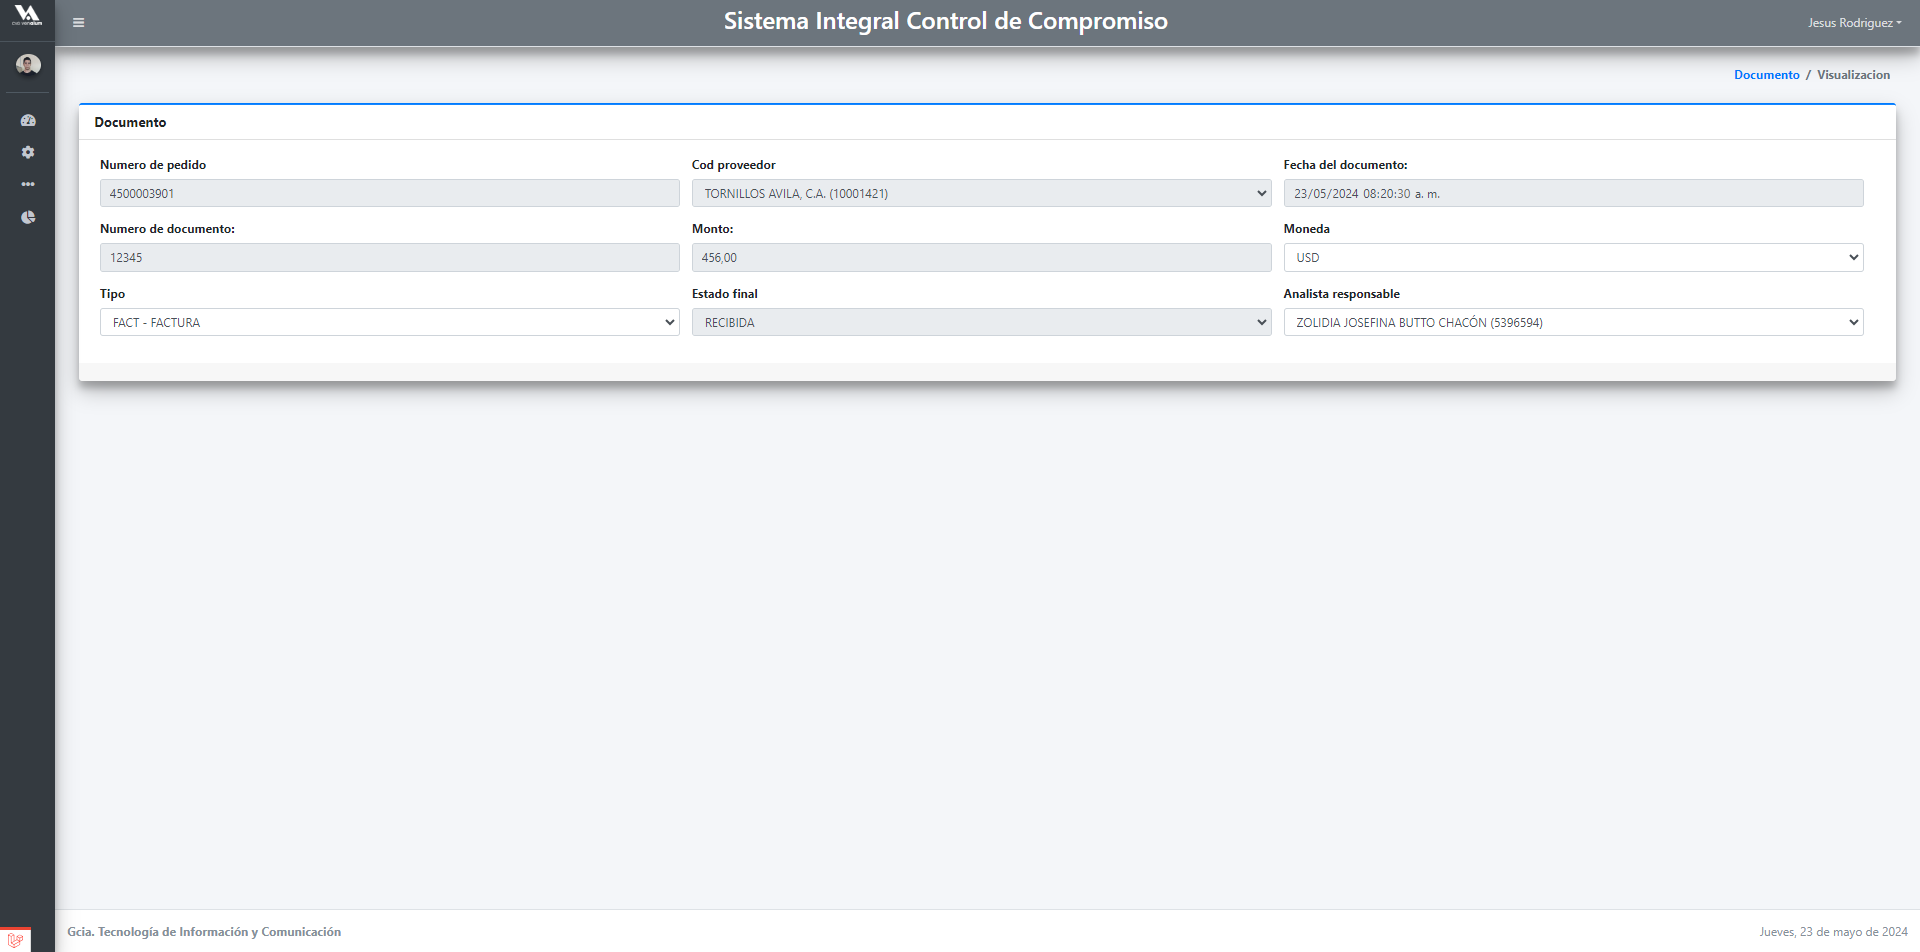 CVG venalum
Sistema Integral Control de Compromiso
Jesus Rodriguez
Documento / Visualizacion
Documento
Numero de pedido
Cod proveedor
Fecha del documento:
4500003901
TORNILLOS AVILA, C.A. (10001421)
23/05/2024 08:20:30 a. m.
Numero de documento:
Monto:
Moneda
12345
456,00
USD
Tipo
Estado final
Analista responsable
FACT - FACTURA
RECIBIDA
ZOLIDIA JOSEFINA BUTTO CHACÓN (5396594)
Gcia. Tecnología de Información y Comunicación
Jueves, 23 de mayo de 2024